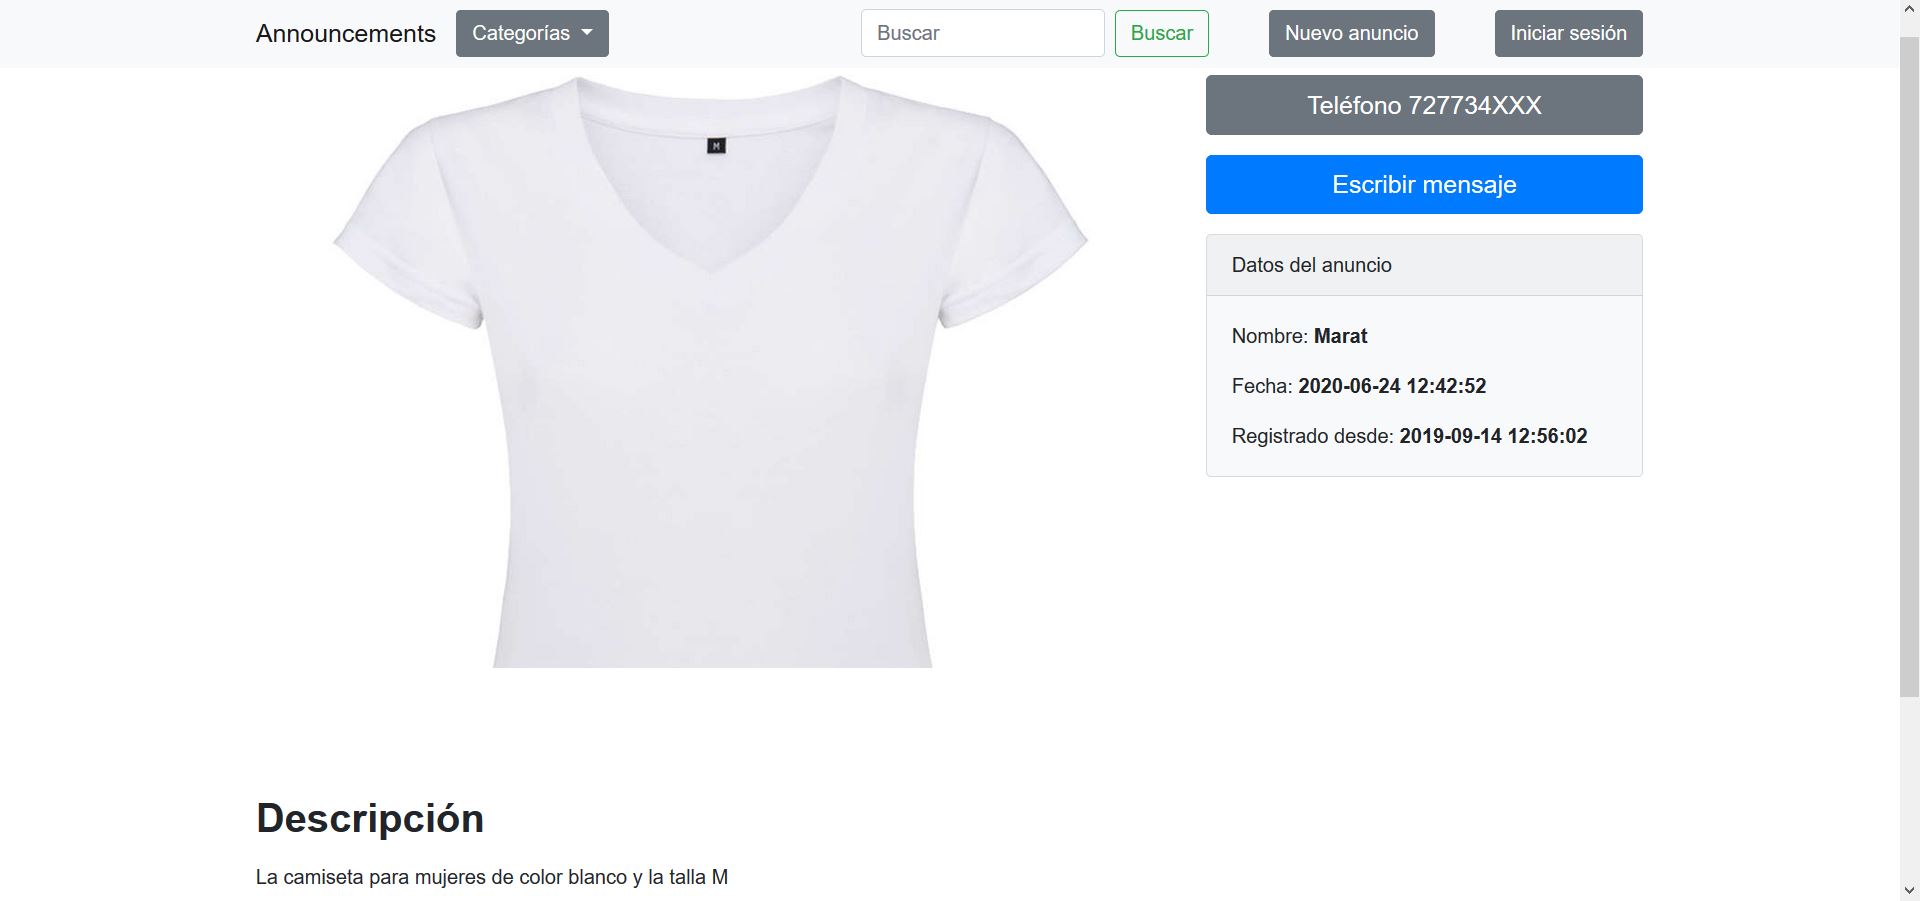 Announcements Categorías Buscar Buscar Nuevo anuncio Iniciar sesión
M
Teléfono 727734XXX
Escribir mensaje
Datos del anuncio
Nombre: Marat
Fecha: 2020-06-24 12:42:52
Registrado desde: 2019-09-14 12:56:02
Descripción
La camiseta para mujeres de color blanco y la talla M